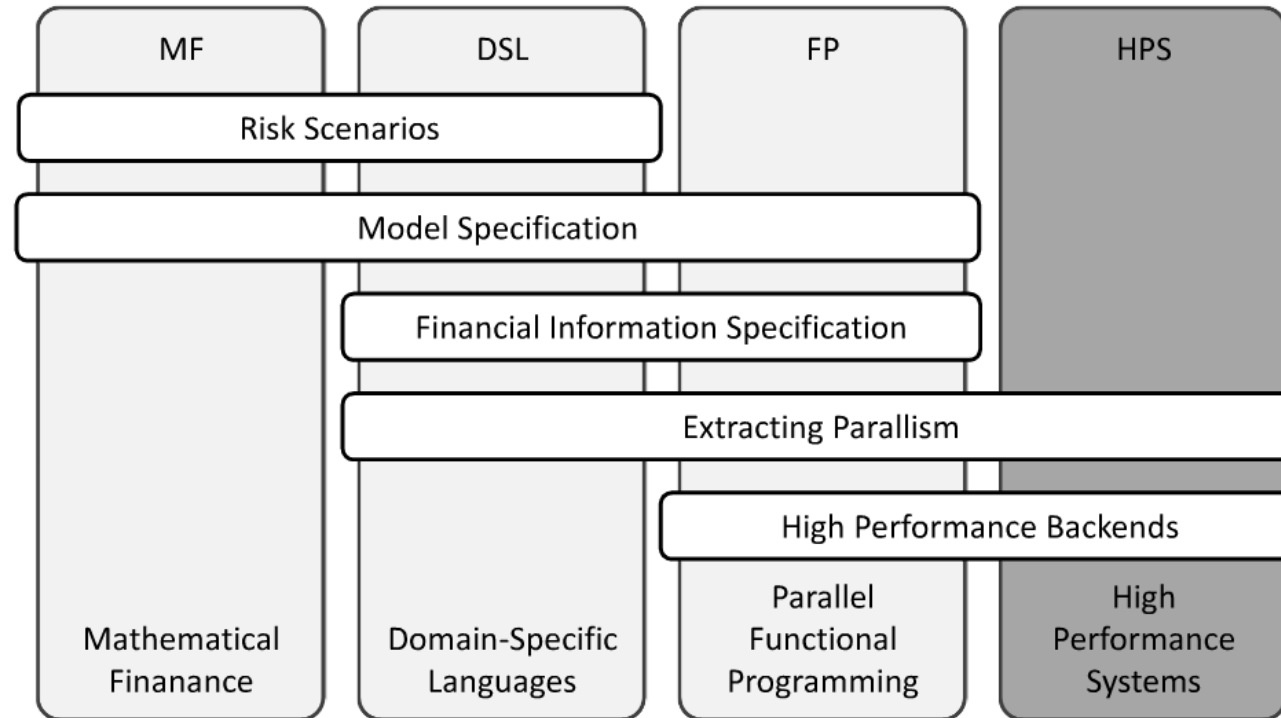 MF
DSL
FP
HPS
Risk Scenarios
Model Specification
Financial Information Specification
Extracting Parallism
High Performance Backends
Mathematical
Finanance
Domain-Specific
Languages
Parallel
Functional
Programming
High
Performance
Systems